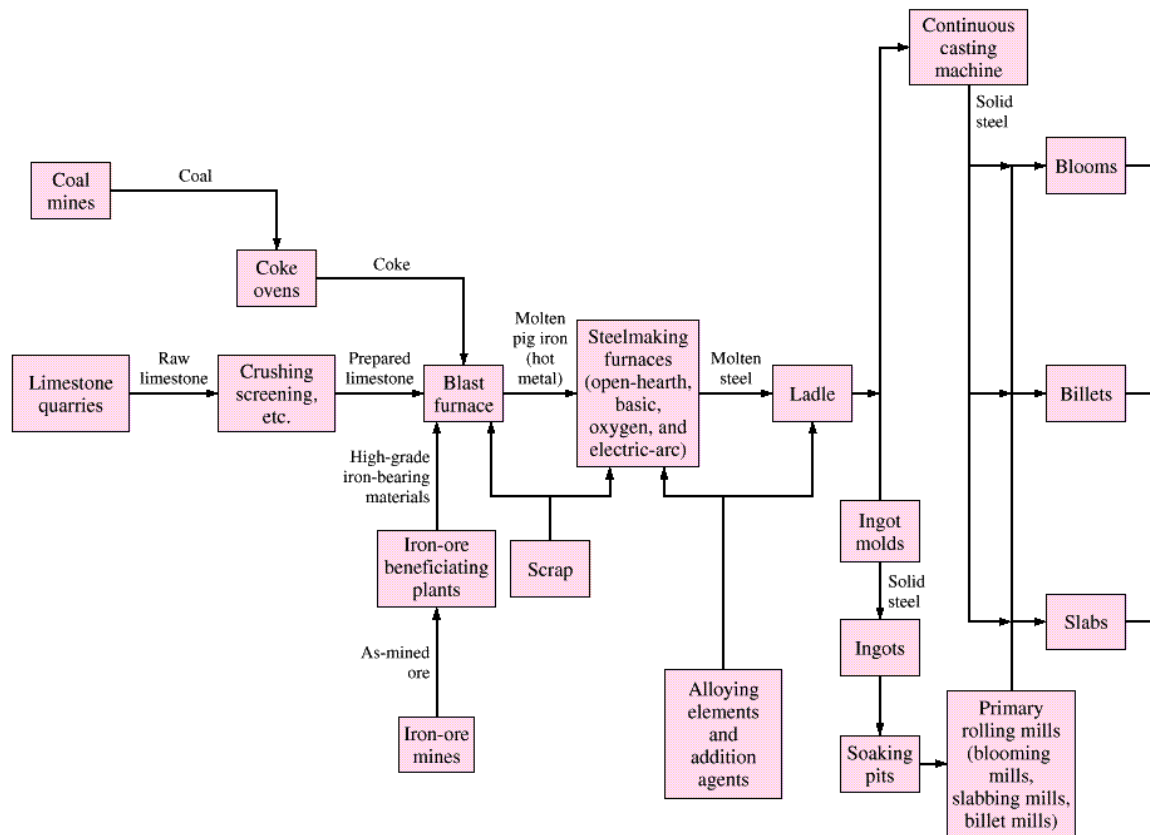 Continuous
casting
machine
Solid
steel
Blooms
Coal
mines
Coal
Coke
ovens
Coke
Limestone
quarries
Raw
limestone
Crushing
screening,
etc.
Prepared
limestone
Blast
furnace
Molten
pig iron
(hot
metal)
Steelmaking
furnaces
(open-hearth,
basic,
oxygen, and
electric-arc)
Molten
steel
Ladle
Billets
High-grade
iron-bearing
materials
Iron-ore
beneficiating
plants
Scrap
Ingot
molds
Solid
steel
Ingots
Slabs
As-mined
ore
Iron-ore
mines
Alloying
elements
and
addition
agents
Soaking
pits
Primary
rolling mills
(blooming
mills,
slabbing mills,
billet mills)